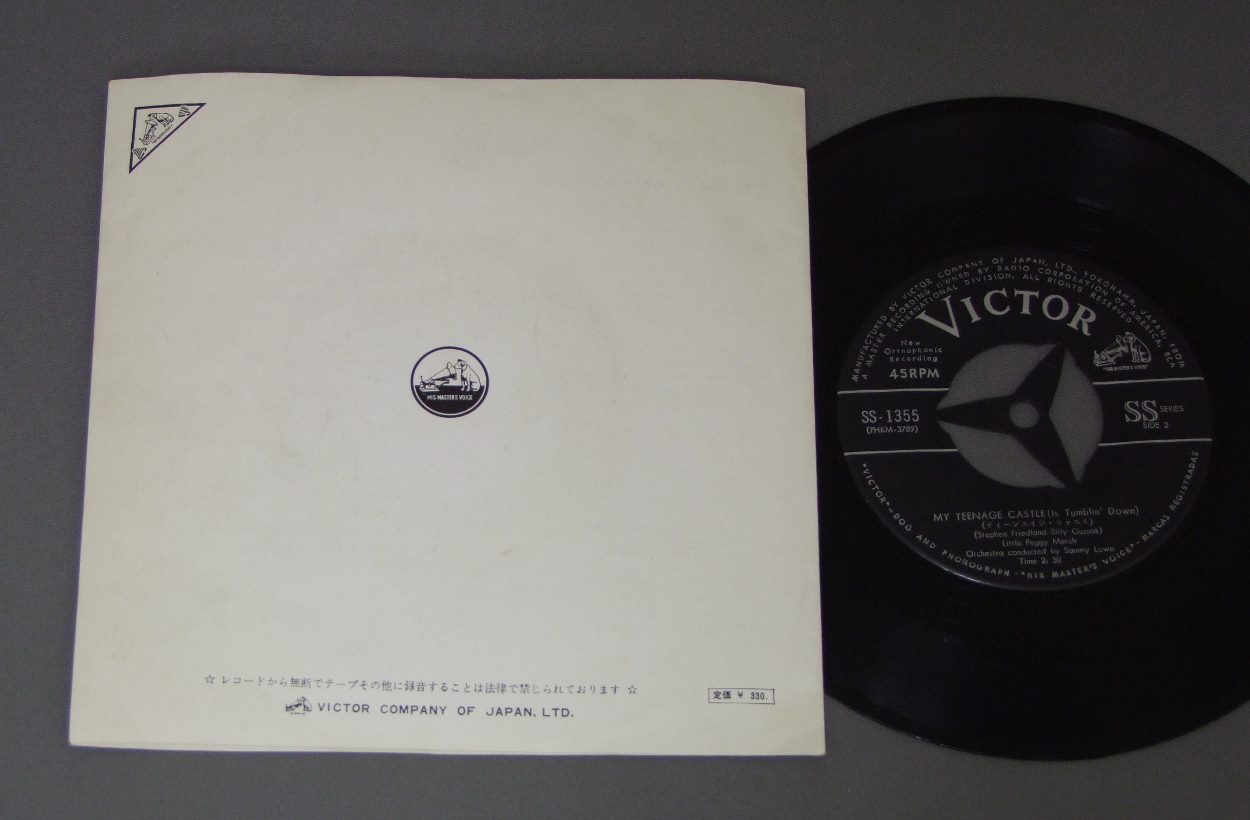 HIS MASTER'S VOICE
☆ レコードから無断でテープその他に録音することは法律で禁じられております ☆
VICTOR COMPANY OF JAPAN, LTD.
定価 ¥ 330.
MANUFACTURED BY VICTOR COMPANY OF JAPAN, LTD., YOKOHAMA, JAPAN, FROM
A MASTER RECORDING OWNED BY RADIO CORPORATION OF AMERICA, RCA
INTERNATIONAL DIVISION. ALL RIGHTS RESERVED
VICTOR
New
Orthophonic
Recording
45RPM
"HIS MASTER'S VOICE"
SS-1355
(PHKM-3789)
SS SERIES
SIDE 2
MY TEENAGE CASTLE (Is Tumblin' Down)
(ティーンエイジ・キャスル)
(Stephen Friedland Billy Gussak)
Little Peggy March
Orchestra conducted by Sammy Lowe
Time 2: 30
"VICTOR"-DOG AND PHONOGRAPH-"HIS MASTER'S VOICE"-MARCAS REGISTRADAS